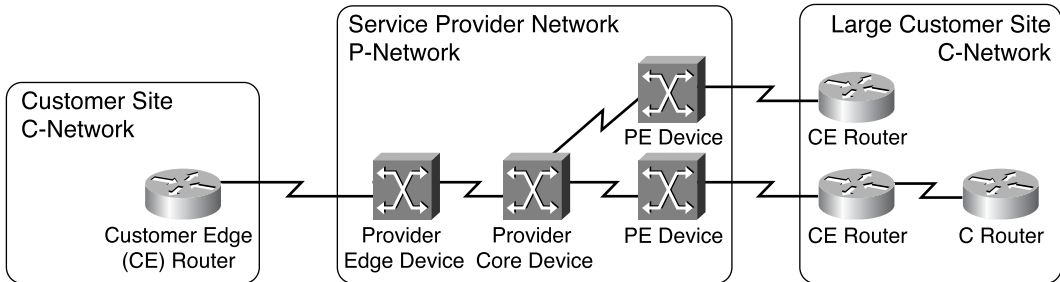 Customer Site
C-Network
Customer Edge
(CE) Router
Service Provider Network
P-Network
Provider
Edge Device
Provider
Core Device
PE Device
PE Device
Large Customer Site
C-Network
CE Router
CE Router
C Router